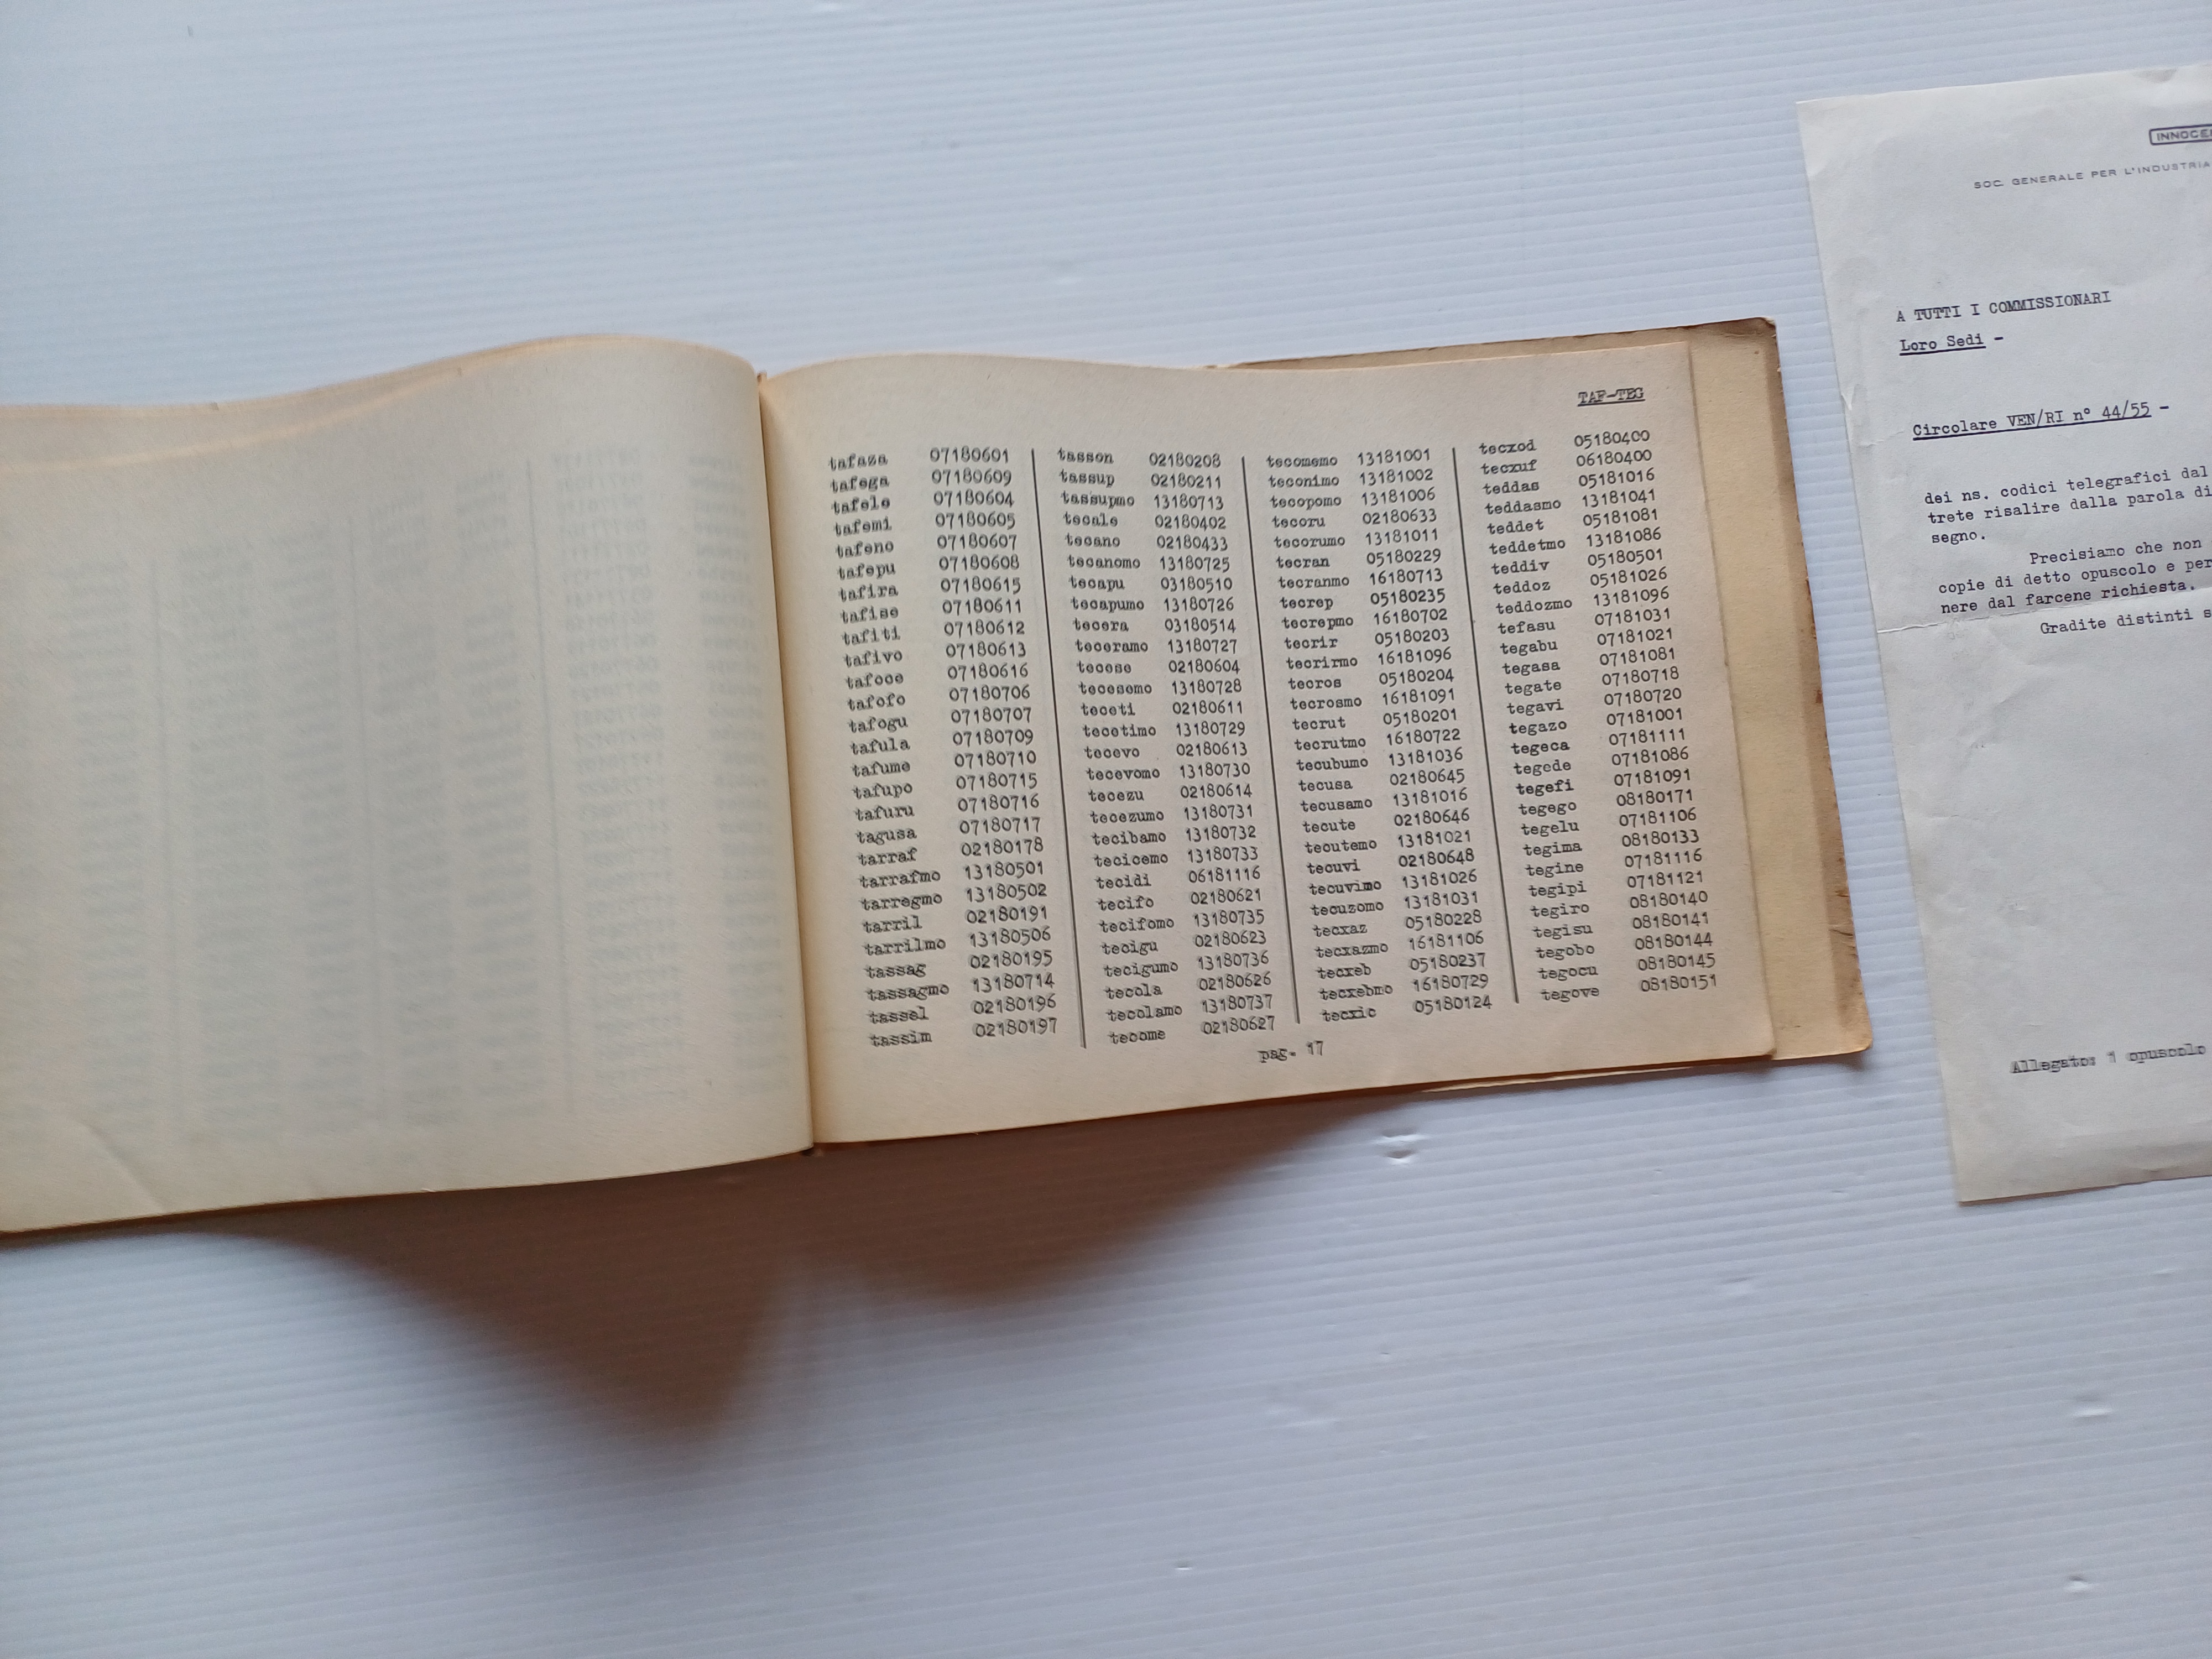 TAF-TEG
tafaza 07180601
tafega 07180609
tafele 07180604
tafemi 07180605
tafeno 07180607
tafepu 07180608
tafira 07180615
tafise 07180611
tafiti 07180612
tafivo 07180613
tafoce 07180616
tafofo 07180706
tafogu 07180707
tafula 07180709
tafume 07180710
tafupo 07180715
tafuru 07180716
tagusa 07180717
tarraf 02180178
tarrafmo 13180501
tarregmo 13180502
tarril 02180191
tarrilmo 13180506
tassag 02180195
tassagmo 13180714
tassel 02180196
tassim 02180197
tasson 02180208
tassup 02180211
tassupmo 13180713
tecale 02180402
tecano 02180433
tecanomo 13180725
tecapu 03180510
tecapumo 13180726
tecera 03180514
teceramo 13180727
tecese 02180604
tecesemo 13180728
teceti 02180611
tecetimo 13180729
tecevo 02180613
tecevomo 13180730
tecezu 02180614
tecezumo 13180731
tecibamo 13180732
tecicemo 13180733
tecidi 06181116
tecifo 02180621
tecifomo 13180735
tecigu 02180623
tecigumo 13180736
tecola 02180626
tecolamo 13180737
tecome 02180627
tecomemo 13181001
teconimo 13181002
tecopomo 13181006
tecoru 02180633
tecorumo 13181011
tecran 05180229
tecranmo 16180713
tecrep 05180235
tecrepmo 16180702
tecrir 05180203
tecrirmo 16181096
tecros 05180204
tecrosmo 16181091
tecrut 05180201
tecrutmo 16180722
tecubumo 13181036
tecusa 02180645
tecusamo 13181016
tecute 02180646
tecutemo 13181021
tecuvi 02180648
tecuvimo 13181026
tecuzomo 13181031
tecxaz 05180228
tecxazmo 16181106
tecxeb 05180237
tecxebmo 16180729
tecxic 05180124
tecxod 05180400
tecxuf 06180400
teddas 05181016
teddasmo 13181041
teddet 05181081
teddetmo 13181086
teddiv 05180501
teddoz 05181026
teddozmo 13181096
tefasu 07181031
tegabu 07181021
tegasa 07181081
tegate 07180718
tegavi 07180720
tegazo 07181001
tegeca 07181111
tegede 07181086
tegefi 07181091
tegego 08180171
tegelu 07181106
tegima 08180133
tegine 07181116
tegipi 07181121
tegiro 08180140
tegisu 08180141
tegobo 08180144
tegocu 08180145
tegove 08180151
pag. 17
SOC. GENERALE PER L'INDUSTRIA
A TUTTI I COMMISSIONARI
Loro Sedi -
Circolare VEN/RI n° 44/55 -
dei ns. codici telegrafici dal
trete risalire dalla parola di
segno.
Precisiamo che non
copie di detto opuscolo e per
nere dal farcene richiesta.
Gradite distinti s
Allegato: 1 opuscolo